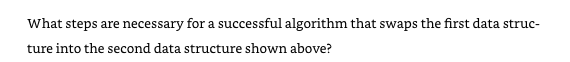 What steps are necessary for a successful algorithm that swaps the first data struc-
ture into the second data structure shown above?